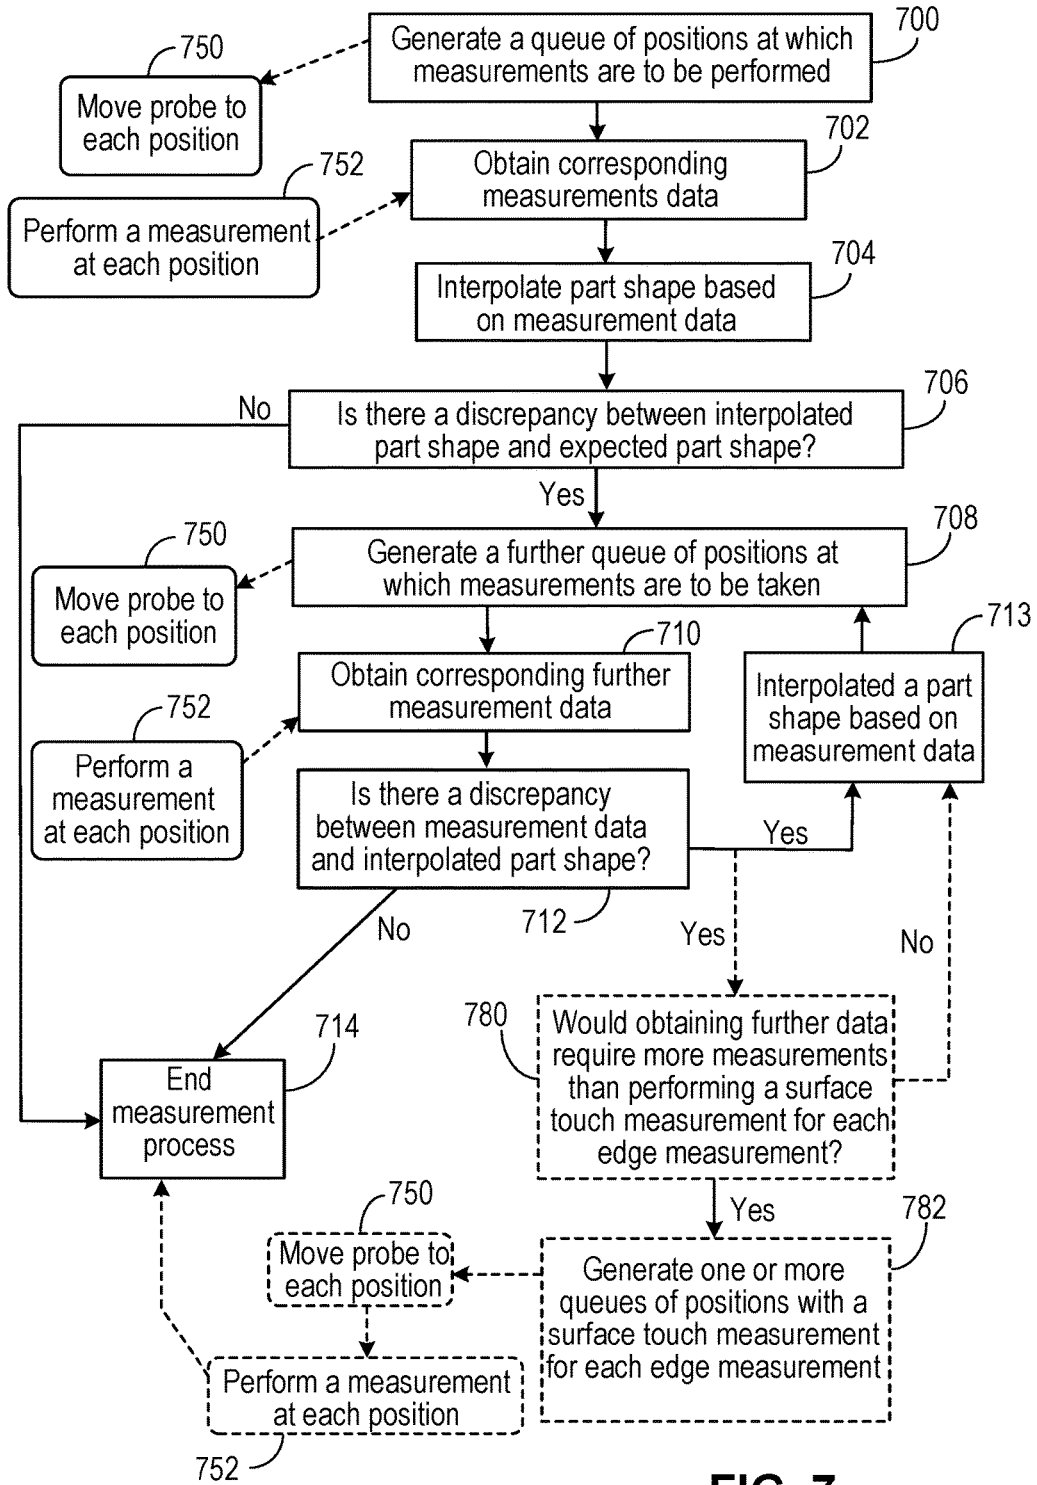 700
Generate a queue of positions at which
measurements are to be performed
750
Move probe to
each position
702
Obtain corresponding
measurements data
752
Perform a measurement
at each position
704
Interpolate part shape based
on measurement data
706
Is there a discrepancy between interpolated
part shape and expected part shape?
No
Yes
708
Generate a further queue of positions at
which measurements are to be taken
750
Move probe to
each position
710
Obtain corresponding further
measurement data
713
Interpolated a part
shape based on
measurement data
752
Perform a
measurement
at each position
Is there a discrepancy
between measurement data
and interpolated part shape?
Yes
712
No
Yes
No
780
Would obtaining further data
require more measurements
than performing a surface
touch measurement for each
edge measurement?
714
End
measurement
process
Yes
782
Generate one or more
queues of positions with a
surface touch measurement
for each edge measurement
750
Move probe to
each position
Perform a measurement
at each position
752
FIG. 7